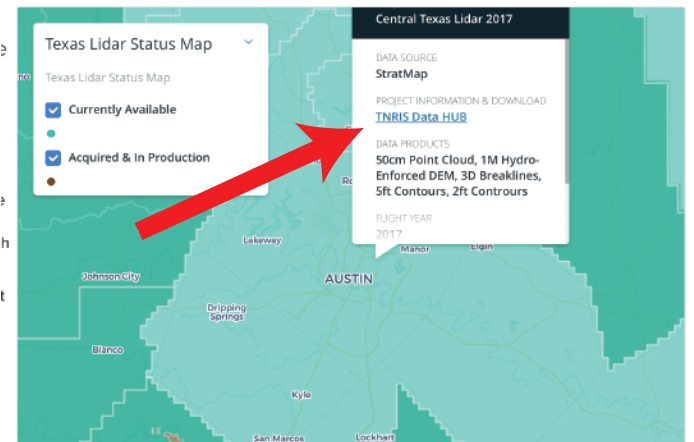 Texas Lidar Status Map
Texas Lidar Status Map
Currently Available
Acquired & In Production
Central Texas Lidar 2017
DATA SOURCE
StratMap
PROJECT INFORMATION & DOWNLOAD
TNRIS Data HUB
DATA PRODUCTS
50cm Point Cloud, 1M Hydro-
Enforced DEM, 3D Breaklines,
5ft Contours, 2ft Contrours
FLIGHT YEAR
2017
Lakeway
Manor
Elgin
Johnson City
AUSTIN
Dripping
Springs
Blanco
Kyle
San Marcos
Lockhart